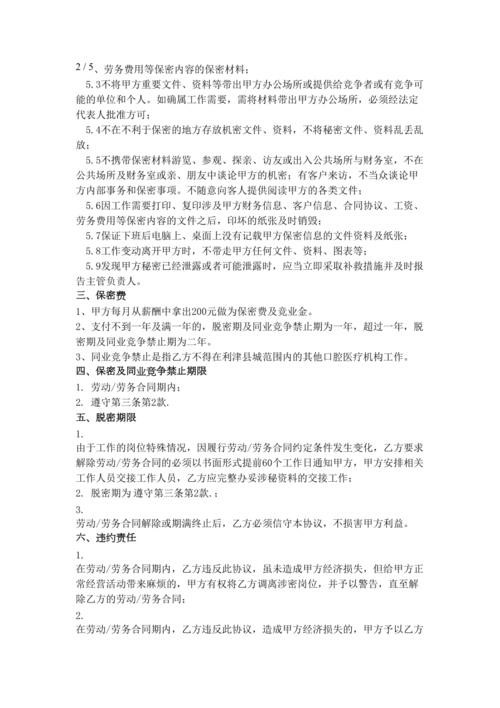 2 / 5、劳务费用等保密内容的保密材料；
5.3不将甲方重要文件、资料等带出甲方办公场所或提供给竞争者或有竞争可
能的单位和个人。如确属工作需要，需将材料带出甲方办公场所，必须经法定
代表人批准方可；
5.4不在不利于保密的地方存放机密文件、资料，不将秘密文件、资料乱丢乱
放；
5.5不携带保密材料游览、参观、探亲、访友或出入公共场所与财务室，不在
公共场所及财务室或亲、朋友中谈论甲方的机密；有客户来访，不当众谈论甲
方内部事务和保密事项。不随意向客人提供阅读甲方的各类文件；
5.6因工作需要打印、复印涉及甲方财务信息、客户信息、合同协议、工资、
劳务费用等保密内容的文件之后，印坏的纸张及时销毁；
5.7保证下班后电脑上、桌面上没有记载甲方保密信息的文件资料及纸张；
5.8工作变动离开甲方时，不带走甲方任何文件、资料、图表等；
5.9发现甲方秘密已经泄露或者可能泄露时，应当立即采取补救措施并及时报
告主管负责人。
三、保密费
1、甲方每月从薪酬中拿出200元做为保密费及竞业金。
2、支付不到一年及满一年的，脱密期及同业竞争禁止期为一年，超过一年，脱
密期及同业竞争禁止期为二年。
3、同业竞争禁止是指乙方不得在利津县城范围内的其他口腔医疗机构工作。
四、保密及同业竞争禁止期限
1. 劳动/劳务合同期内；
2. 遵守第三条第2款.
五、脱密期限
1.
由于工作的岗位特殊情况，因履行劳动/劳务合同约定条件发生变化，乙方要求
解除劳动/劳务合同的必须以书面形式提前60个工作日通知甲方，甲方安排相关
工作人员交接工作人员，乙方应完整办妥涉秘资料的交接工作；
2. 脱密期为 遵守第三条第2款.；
3.
劳动/劳务合同解除或期满终止后，乙方必须信守本协议，不损害甲方利益。
六、违约责任
1.
在劳动/劳务合同期内，乙方违反此协议，虽未造成甲方经济损失，但给甲方正
常经营活动带来麻烦的，甲方有权将乙方调离涉密岗位，并予以警告，直至解
除乙方的劳动/劳务合同；
2.
在劳动/劳务合同期内，乙方违反此协议，造成甲方经济损失的，甲方予以乙方